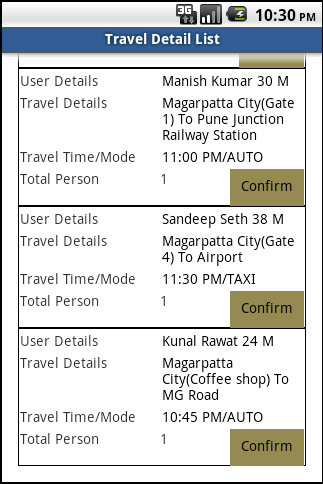 3G
10:30 PM
Travel Detail List
User Details Manish Kumar 30 M
Travel Details Magarpatta City(Gate
1) To Pune Junction
Railway Station
Travel Time/Mode 11:00 PM/AUTO
Total Person 1
Confirm
User Details Sandeep Seth 38 M
Travel Details Magarpatta City(Gate
4) To Airport
Travel Time/Mode 11:30 PM/TAXI
Total Person 1
Confirm
User Details Kunal Rawat 24 M
Travel Details Magarpatta
City(Coffee shop) To
MG Road
Travel Time/Mode 10:45 PM/AUTO
Total Person 1
Confirm